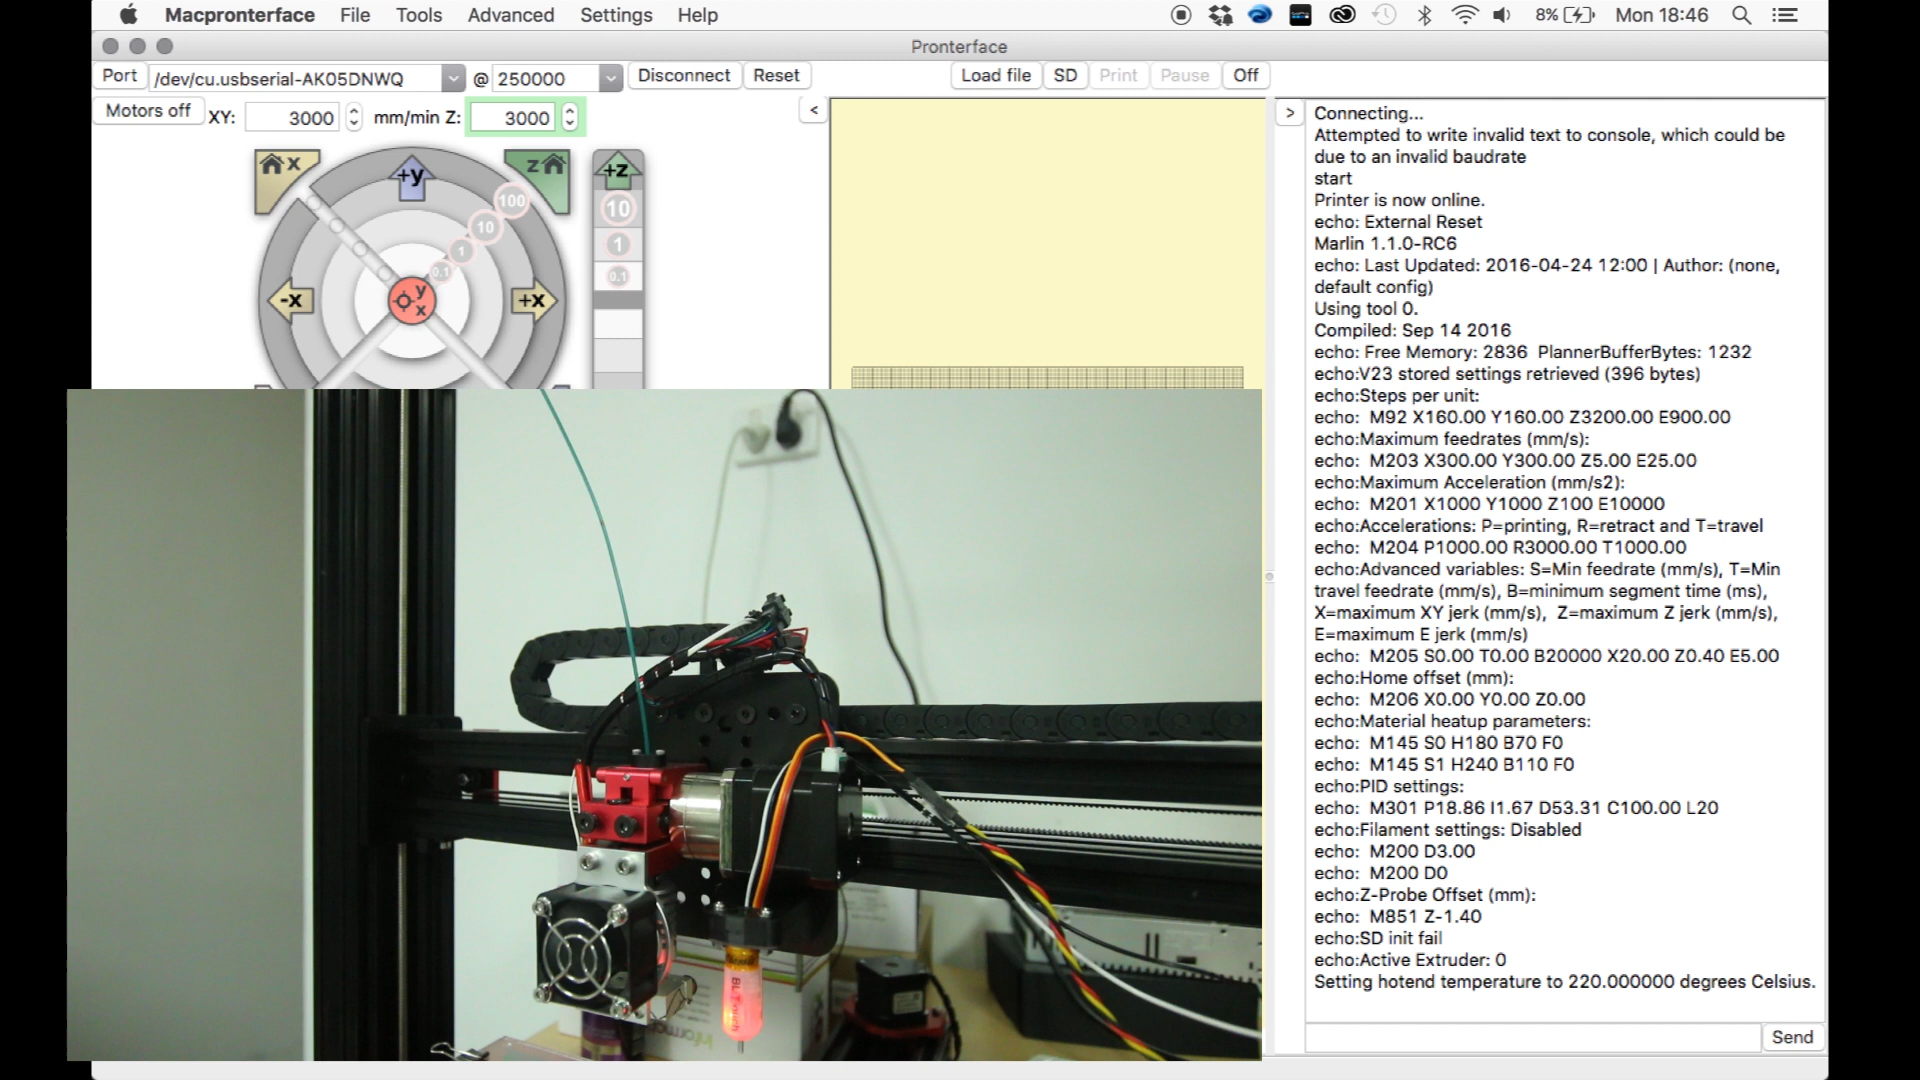 Macpronterface File Tools Advanced Settings Help 8% Mon 18:46
Pronterface
Port /dev/cu.usbserial-AK05DNWQ @ 250000 Disconnect Reset Load file SD Print Pause Off
Motors off XY: 3000 mm/min Z: 3000 < >
x +y z +z
100 10
10 1
1 0.1
0.1
-x y x +x
Connecting...
Attempted to write invalid text to console, which could be
due to an invalid baudrate
start
Printer is now online.
echo: External Reset
Marlin 1.1.0-RC6
echo: Last Updated: 2016-04-24 12:00 | Author: (none,
default config)
Using tool 0.
Compiled: Sep 14 2016
echo: Free Memory: 2836 PlannerBufferBytes: 1232
echo:V23 stored settings retrieved (396 bytes)
echo:Steps per unit:
echo: M92 X160.00 Y160.00 Z3200.00 E900.00
echo:Maximum feedrates (mm/s):
echo: M203 X300.00 Y300.00 Z5.00 E25.00
echo:Maximum Acceleration (mm/s2):
echo: M201 X1000 Y1000 Z100 E10000
echo:Accelerations: P=printing, R=retract and T=travel
echo: M204 P1000.00 R3000.00 T1000.00
echo:Advanced variables: S=Min feedrate (mm/s), T=Min
travel feedrate (mm/s), B=minimum segment time (ms),
X=maximum XY jerk (mm/s), Z=maximum Z jerk (mm/s),
E=maximum E jerk (mm/s)
echo: M205 S0.00 T0.00 B20000 X20.00 Z0.40 E5.00
echo:Home offset (mm):
echo: M206 X0.00 Y0.00 Z0.00
echo:Material heatup parameters:
echo: M145 S0 H180 B70 F0
echo: M145 S1 H240 B110 F0
echo:PID settings:
echo: M301 P18.86 I1.67 D53.31 C100.00 L20
echo:Filament settings: Disabled
echo: M200 D3.00
echo: M200 D0
echo:Z-Probe Offset (mm):
echo: M851 Z-1.40
echo:SD init fail
echo:Active Extruder: 0
Setting hotend temperature to 220.000000 degrees Celsius.
Send
BLTouch